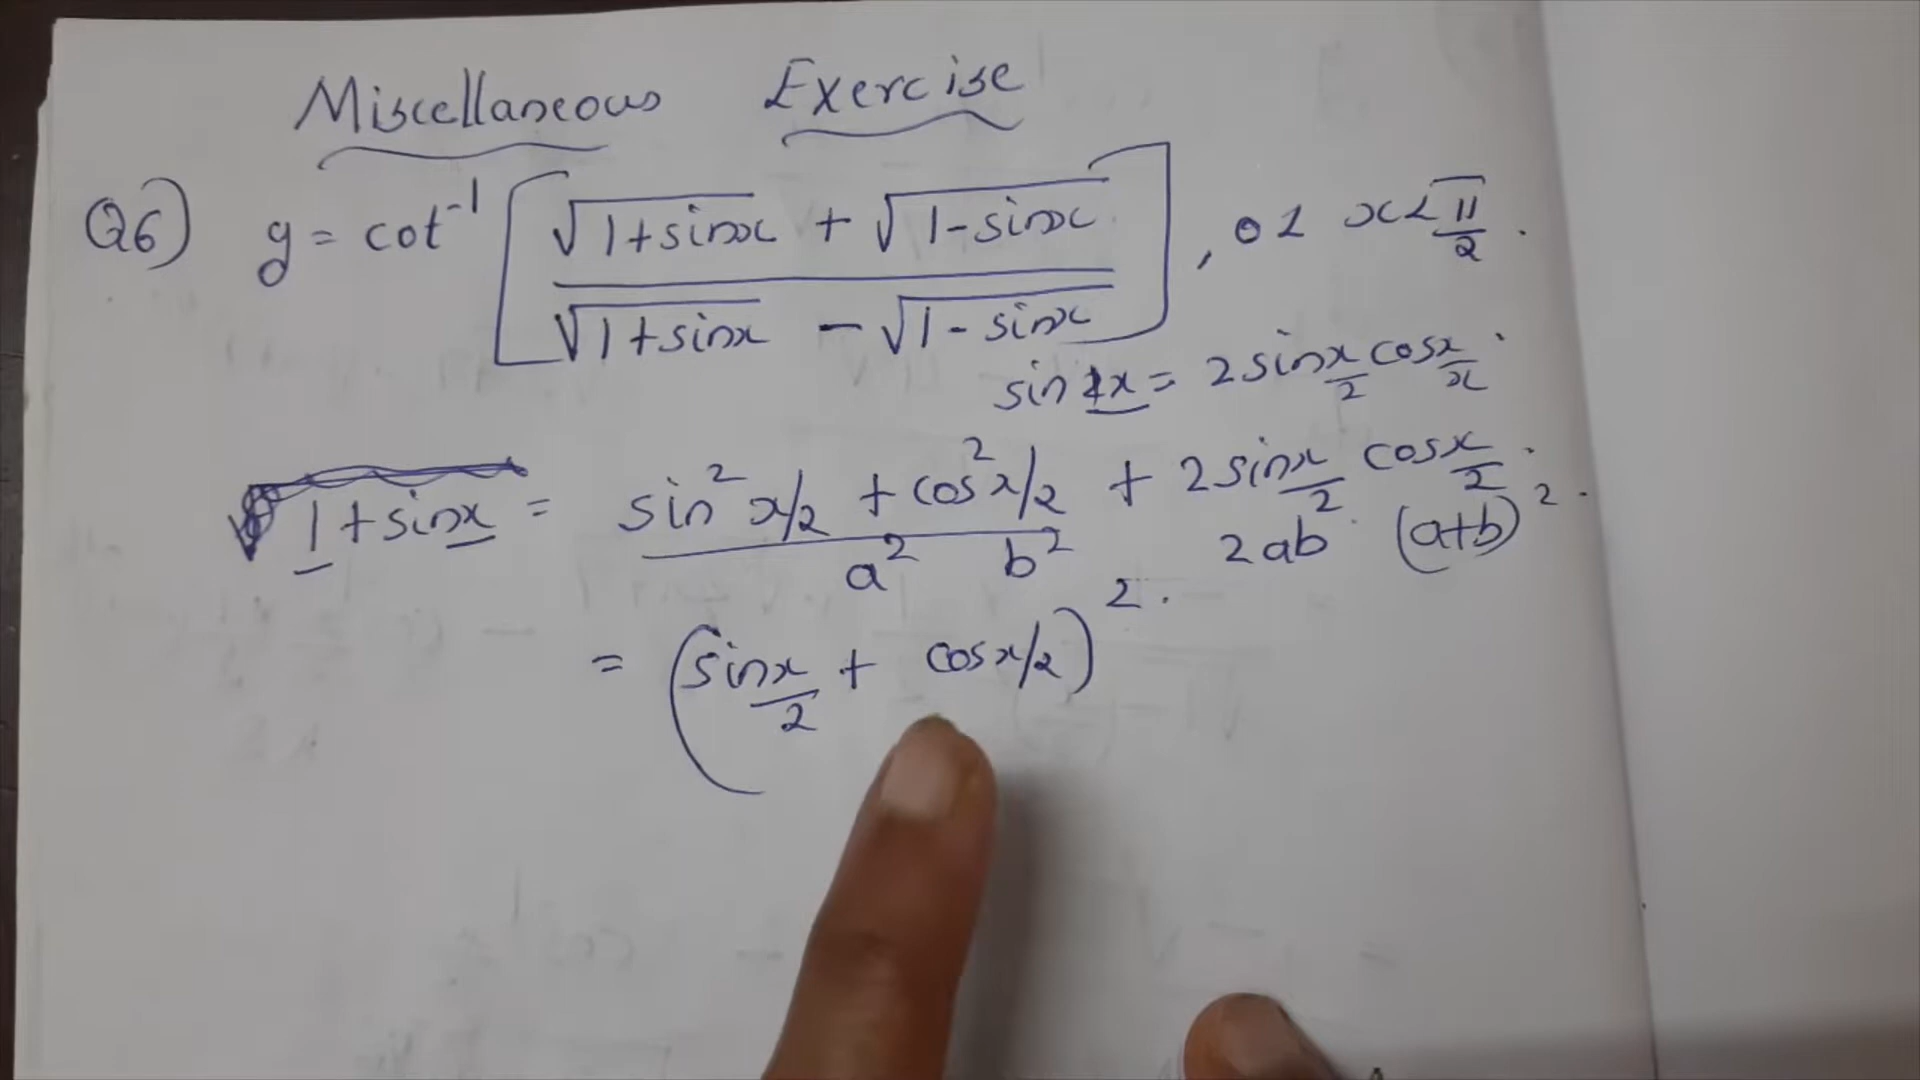 Miscellaneous Exercise
Q6) y = cot⁻¹ [ (√1+sinx + √1-sinx) / (√1+sinx - √1-sinx) ] , 0 < x < π/2 .
sin x = 2 sin x/2 cos x/x .
1 + sinx = sin² x/2 + cos² x/2 + 2 sin x/2 cos x/2 .
a² b² 2ab (a+b)² .
= (sin x/2 + cos x/2)² .